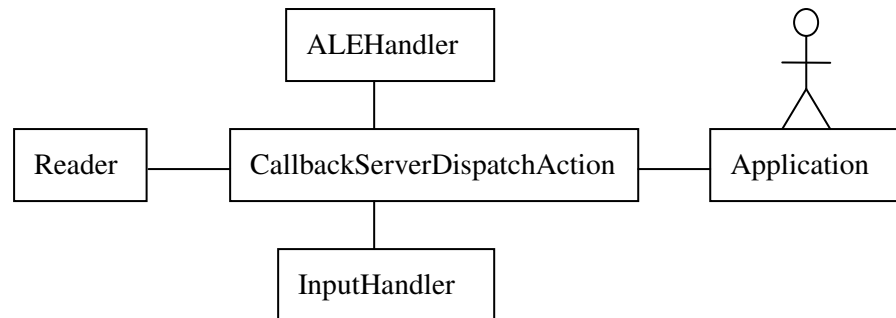 ALEHandler
Reader
CallbackServerDispatchAction
Application
InputHandler